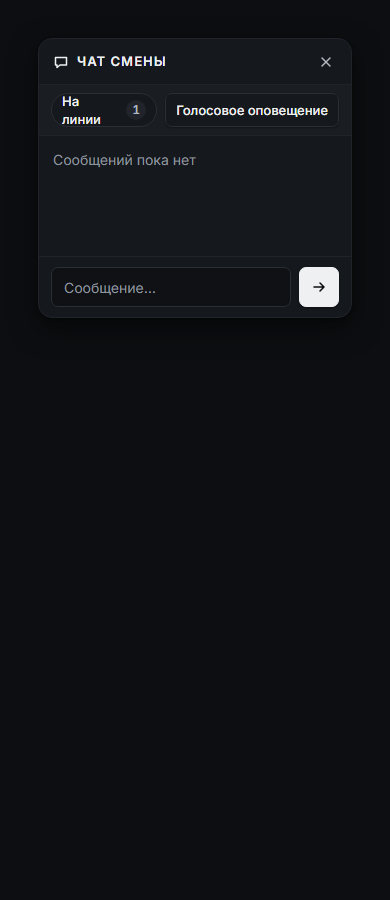 ЧАТ СМЕНЫ
На
линии
1
Голосовое оповещение
Сообщений пока нет
Сообщение...